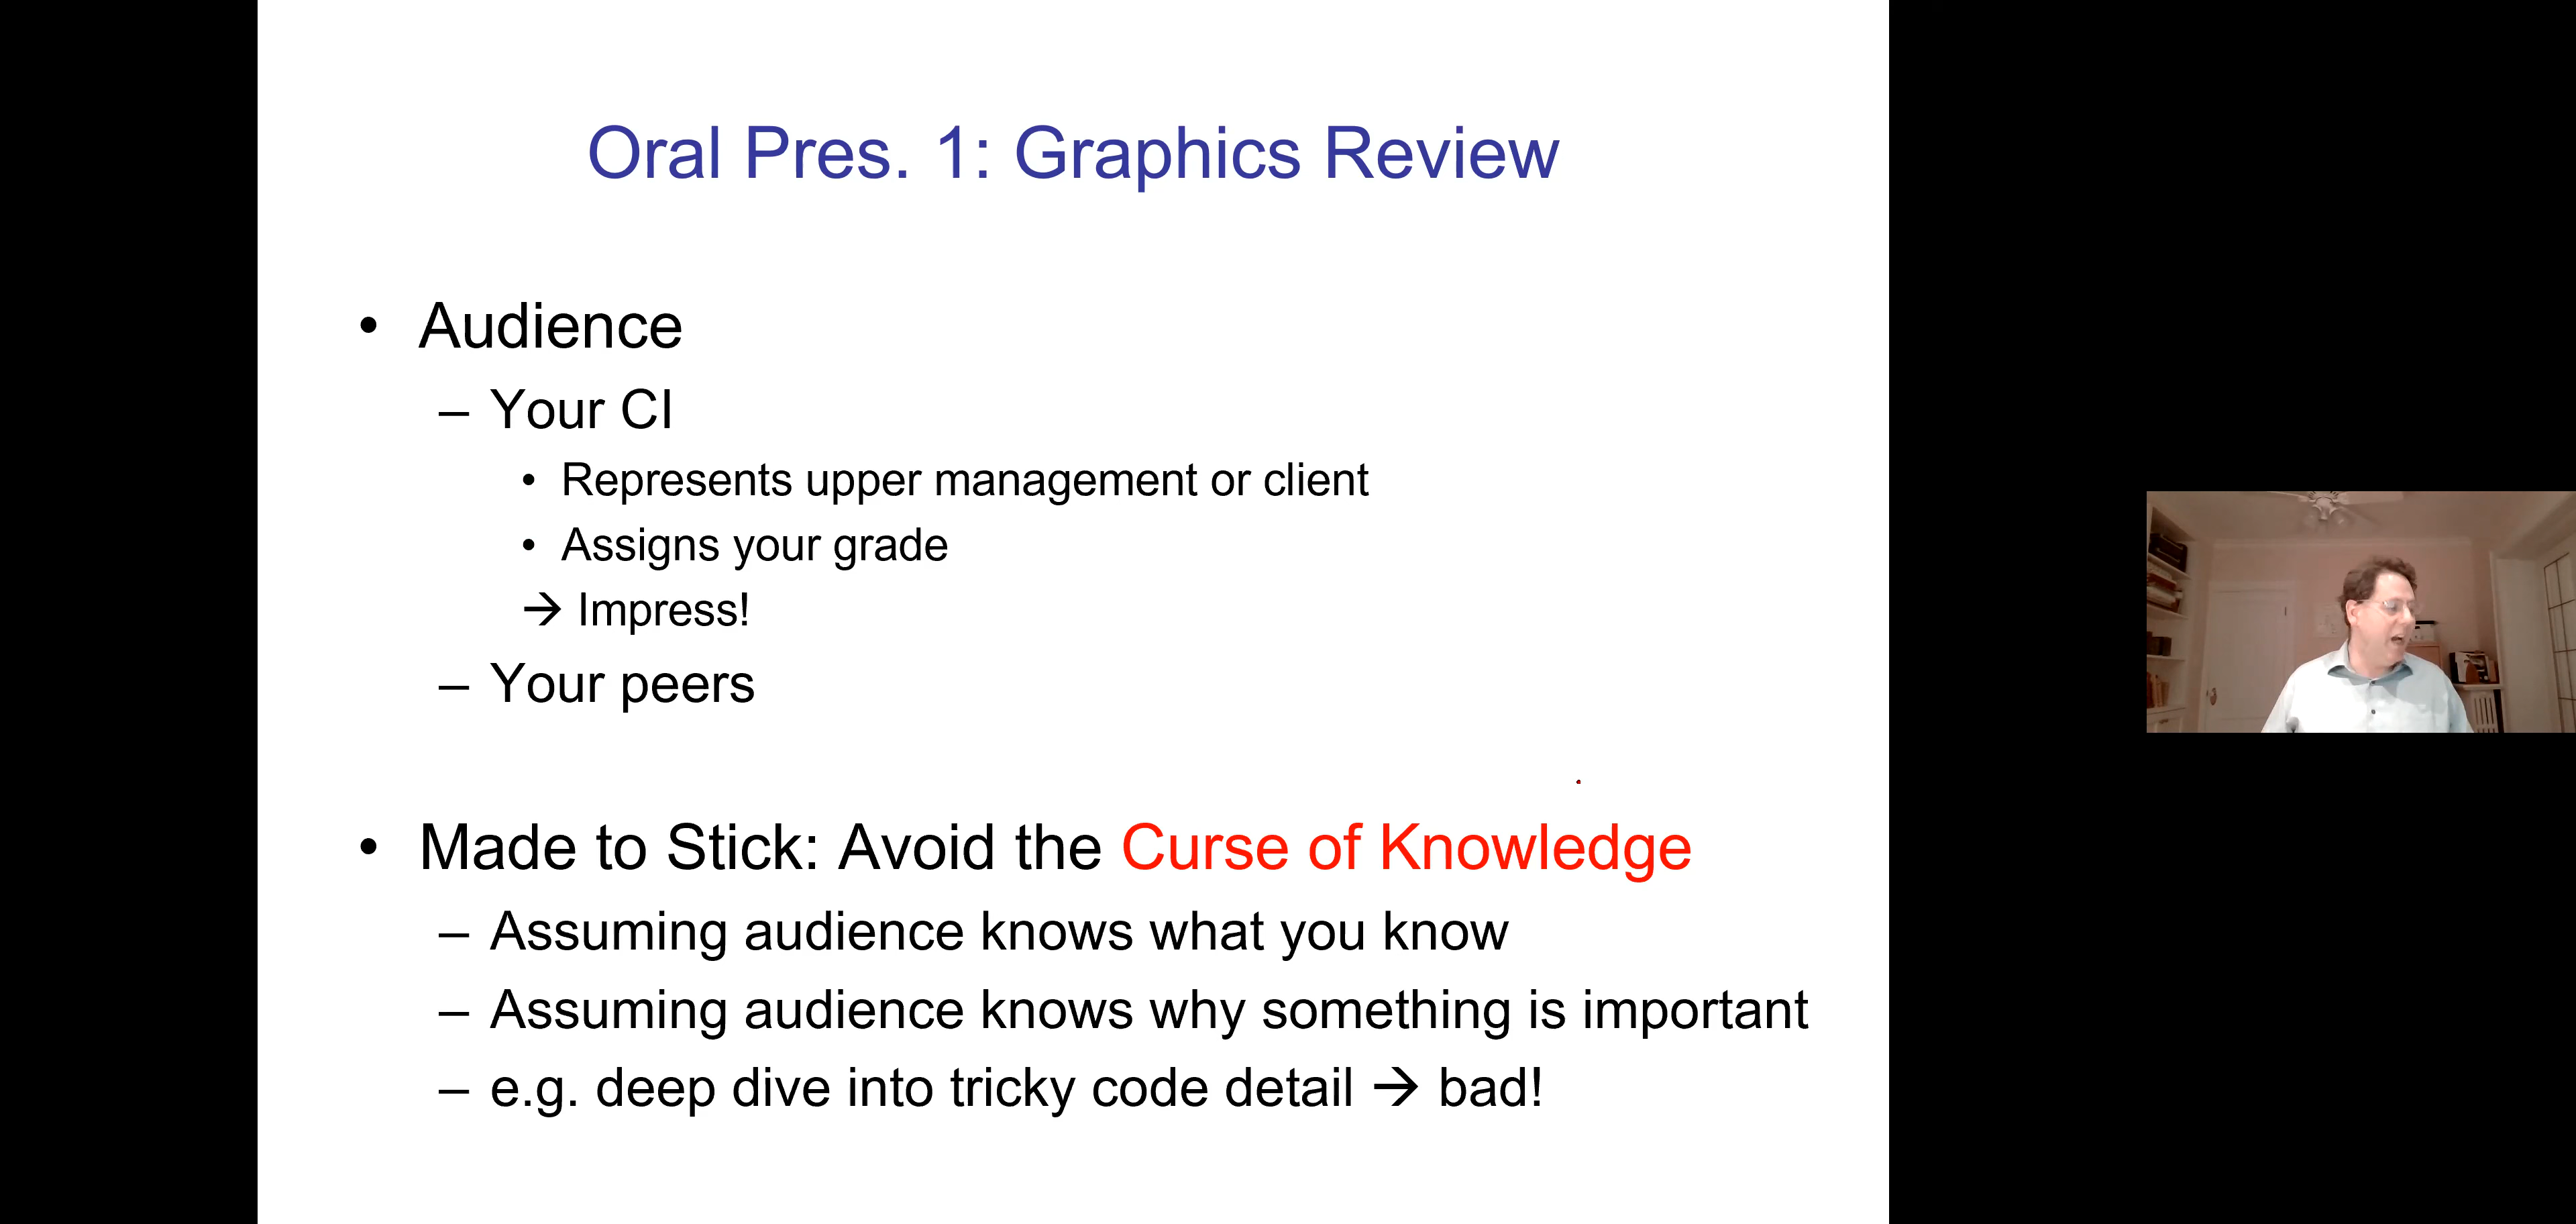 Oral Pres. 1: Graphics Review
• Audience
– Your CI
• Represents upper management or client
• Assigns your grade
→ Impress!
– Your peers
• Made to Stick: Avoid the Curse of Knowledge
– Assuming audience knows what you know
– Assuming audience knows why something is important
– e.g. deep dive into tricky code detail → bad!